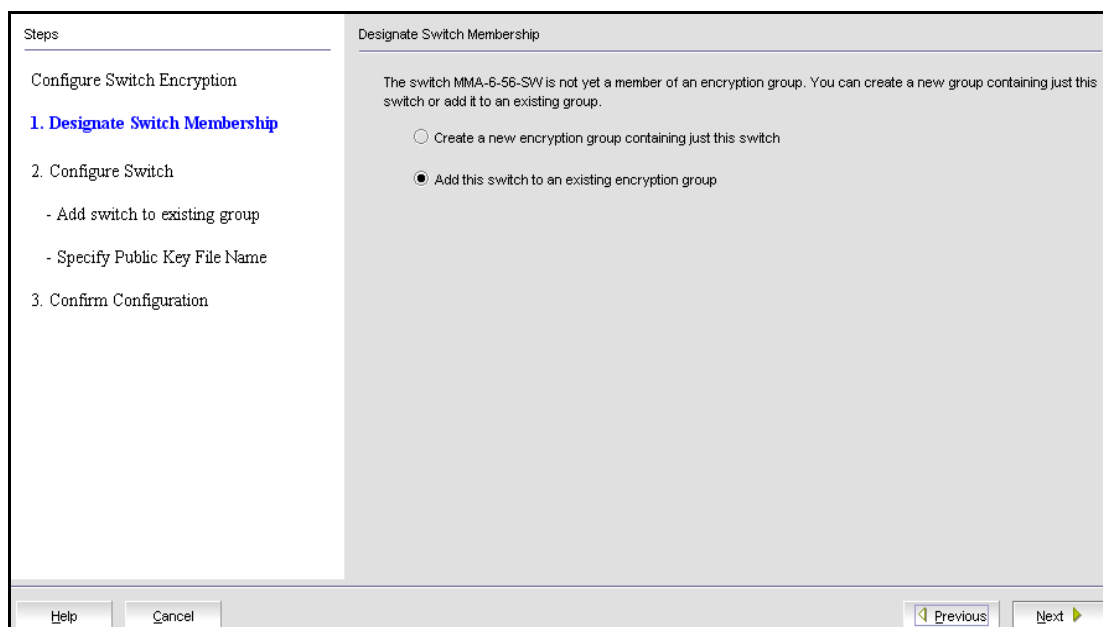 Steps
Configure Switch Encryption
1. Designate Switch Membership
2. Configure Switch
- Add switch to existing group
- Specify Public Key File Name
3. Confirm Configuration
Designate Switch Membership
The switch MMA-6-56-SW is not yet a member of an encryption group. You can create a new group containing just this
switch or add it to an existing group.
Create a new encryption group containing just this switch
Add this switch to an existing encryption group
Help
Cancel
Previous
Next